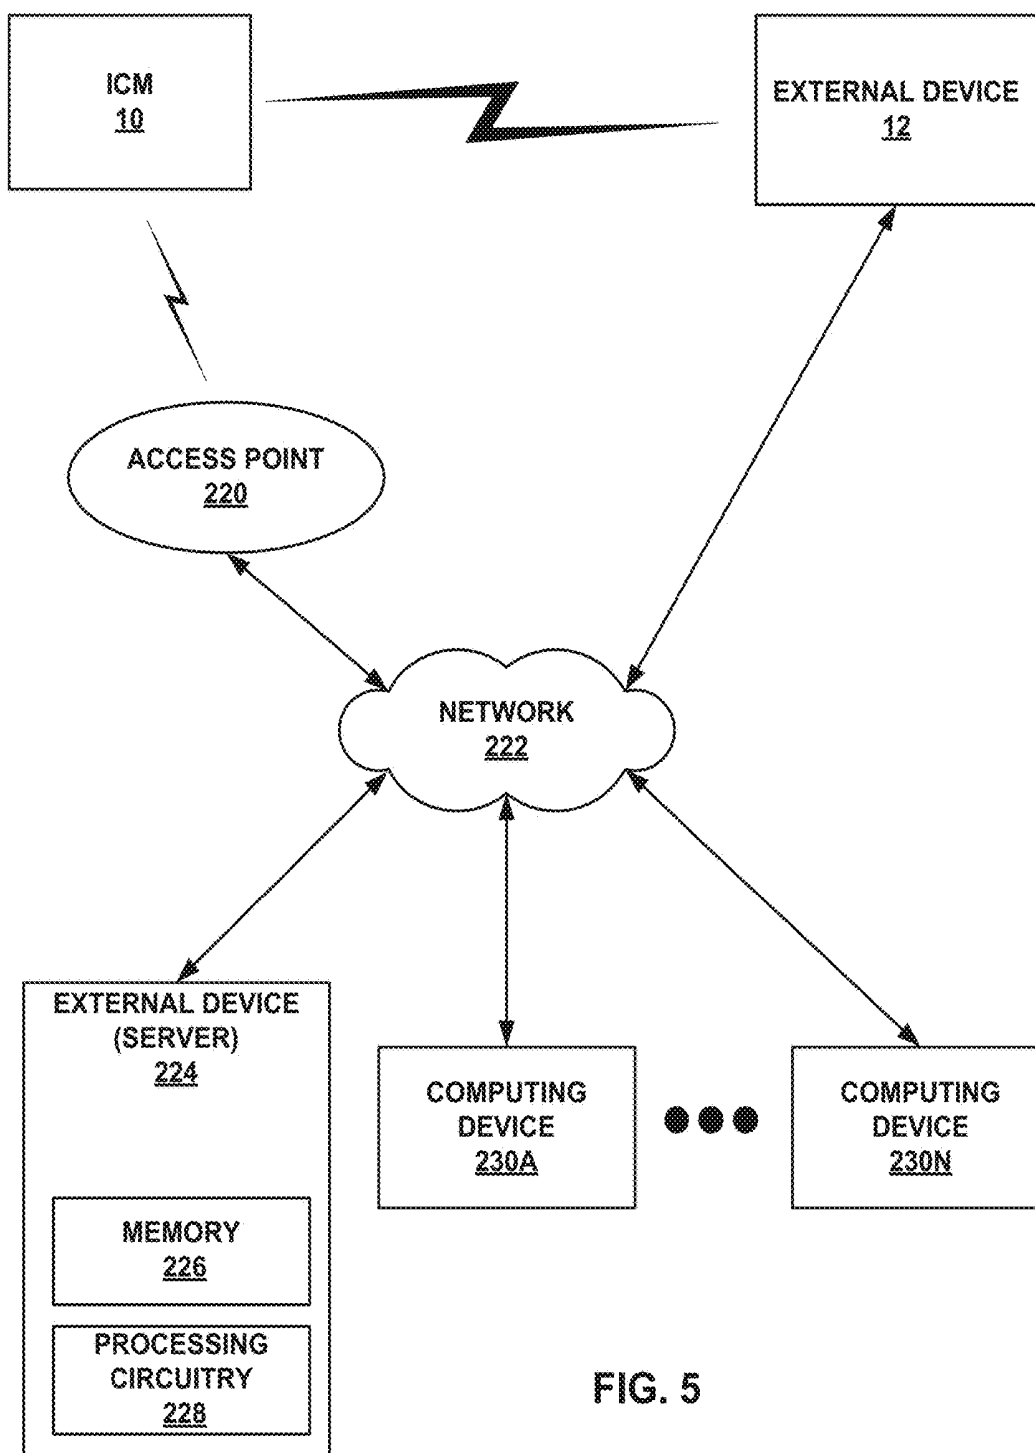 ICM
10
EXTERNAL DEVICE
12
ACCESS POINT
220
NETWORK
222
EXTERNAL DEVICE
(SERVER)
224
MEMORY
226
PROCESSING
CIRCUITRY
228
COMPUTING
DEVICE
230A
COMPUTING
DEVICE
230N
FIG. 5